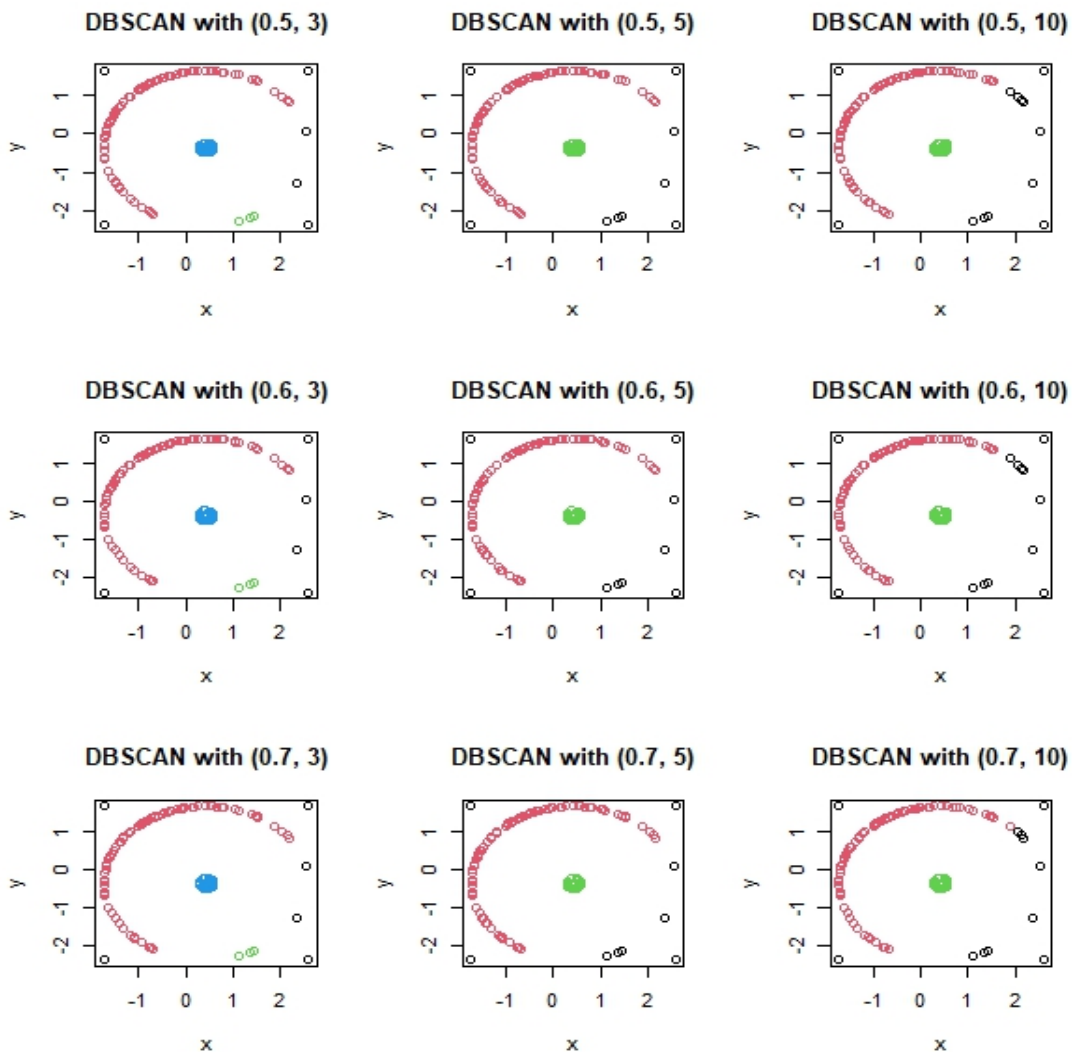 DBSCAN with (0.5, 3) DBSCAN with (0.5, 5) DBSCAN with (0.5, 10)
1 1 1
0 0 0
y y y
-1 -1 -1
-2 -2 -2
-1 0 1 2 -1 0 1 2 -1 0 1 2
x x x
DBSCAN with (0.6, 3) DBSCAN with (0.6, 5) DBSCAN with (0.6, 10)
1 1 1
0 0 0
y y y
-1 -1 -1
-2 -2 -2
-1 0 1 2 -1 0 1 2 -1 0 1 2
x x x
DBSCAN with (0.7, 3) DBSCAN with (0.7, 5) DBSCAN with (0.7, 10)
1 1 1
0 0 0
y y y
-1 -1 -1
-2 -2 -2
-1 0 1 2 -1 0 1 2 -1 0 1 2
x x x